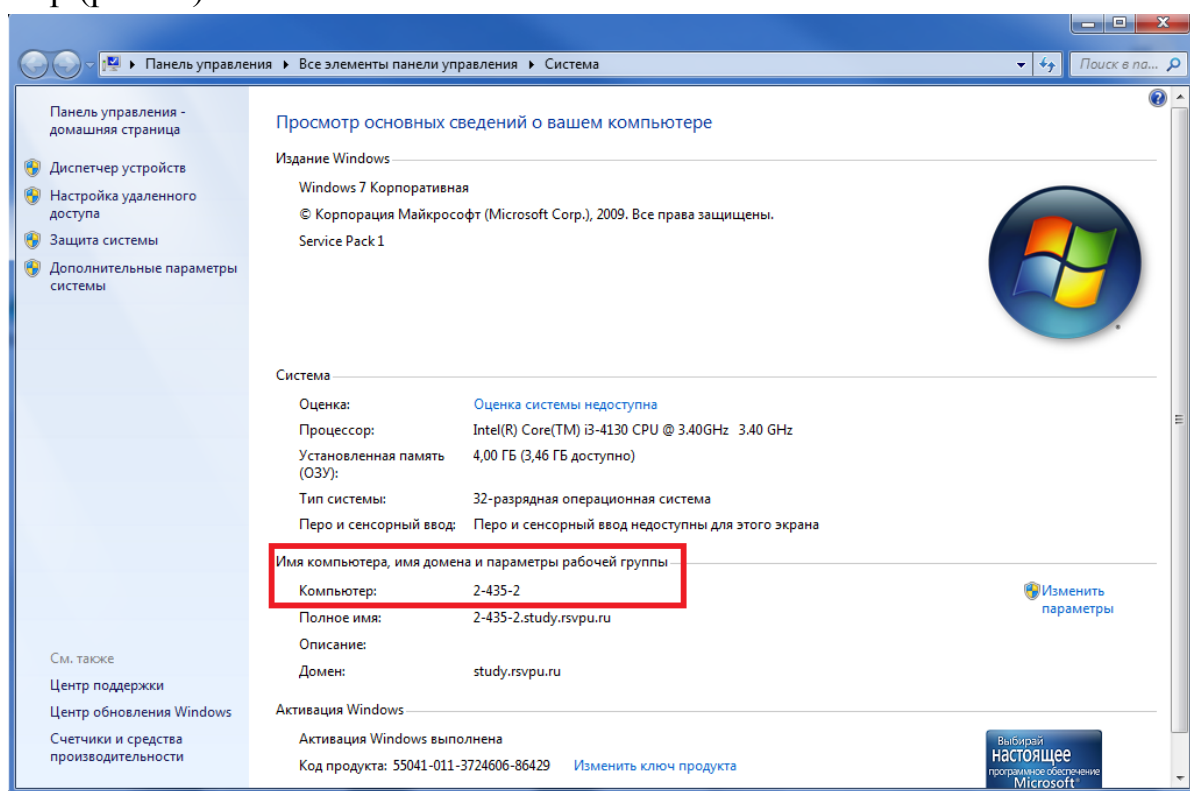 Панель управления ▸ Все элементы панели управления ▸ Система
Поиск в па...
Панель управления -
домашняя страница
Диспетчер устройств
Настройка удаленного
доступа
Защита системы
Дополнительные параметры
системы
См. также
Центр поддержки
Центр обновления Windows
Счетчики и средства
производительности
Просмотр основных сведений о вашем компьютере
Издание Windows
Windows 7 Корпоративная
© Корпорация Майкрософт (Microsoft Corp.), 2009. Все права защищены.
Service Pack 1
Система
Оценка: Оценка системы недоступна
Процессор: Intel(R) Core(TM) i3-4130 CPU @ 3.40GHz 3.40 GHz
Установленная память 4,00 ГБ (3,46 ГБ доступно)
(ОЗУ):
Тип системы: 32-разрядная операционная система
Перо и сенсорный ввод: Перо и сенсорный ввод недоступны для этого экрана
Имя компьютера, имя домена и параметры рабочей группы
Компьютер: 2-435-2
Изменить
параметры
Полное имя: 2-435-2.study.rsvpu.ru
Описание:
Домен: study.rsvpu.ru
Активация Windows
Активация Windows выполнена
Код продукта: 55041-011-3724606-86429 Изменить ключ продукта
Выбирай
настоящее
программное обеспечение
Microsoft